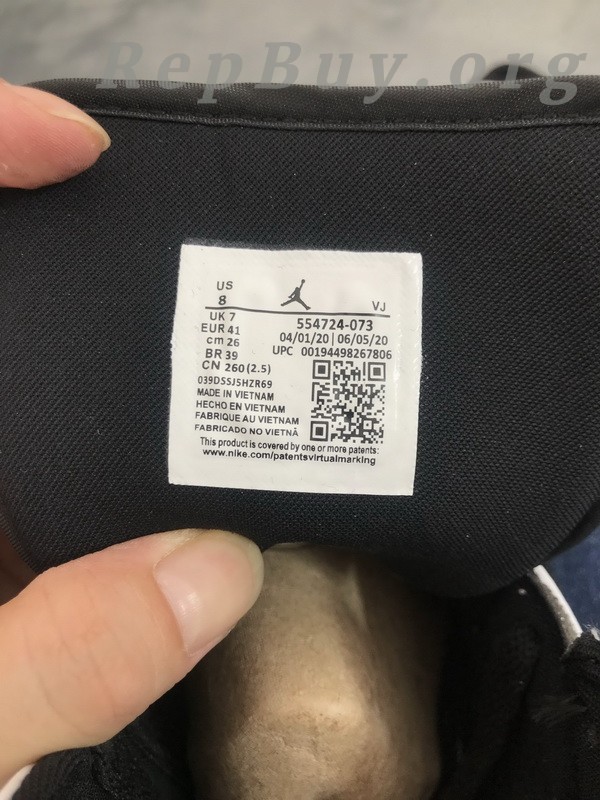 RepBuy.org
US
8
VJ
UK 7
EUR 41
cm 26
BR 39
CN 260 (2.5)
554724-073
04/01/20 | 06/05/20
UPC 00194498267806
039DSSJ5HZR69
MADE IN VIETNAM
HECHO EN VIETNAM
FABRIQUE AU VIETNAM
FABRICADO NO VIETNÃ
This product is covered by one or more patents:
www.nike.com/patentsvirtualmarking